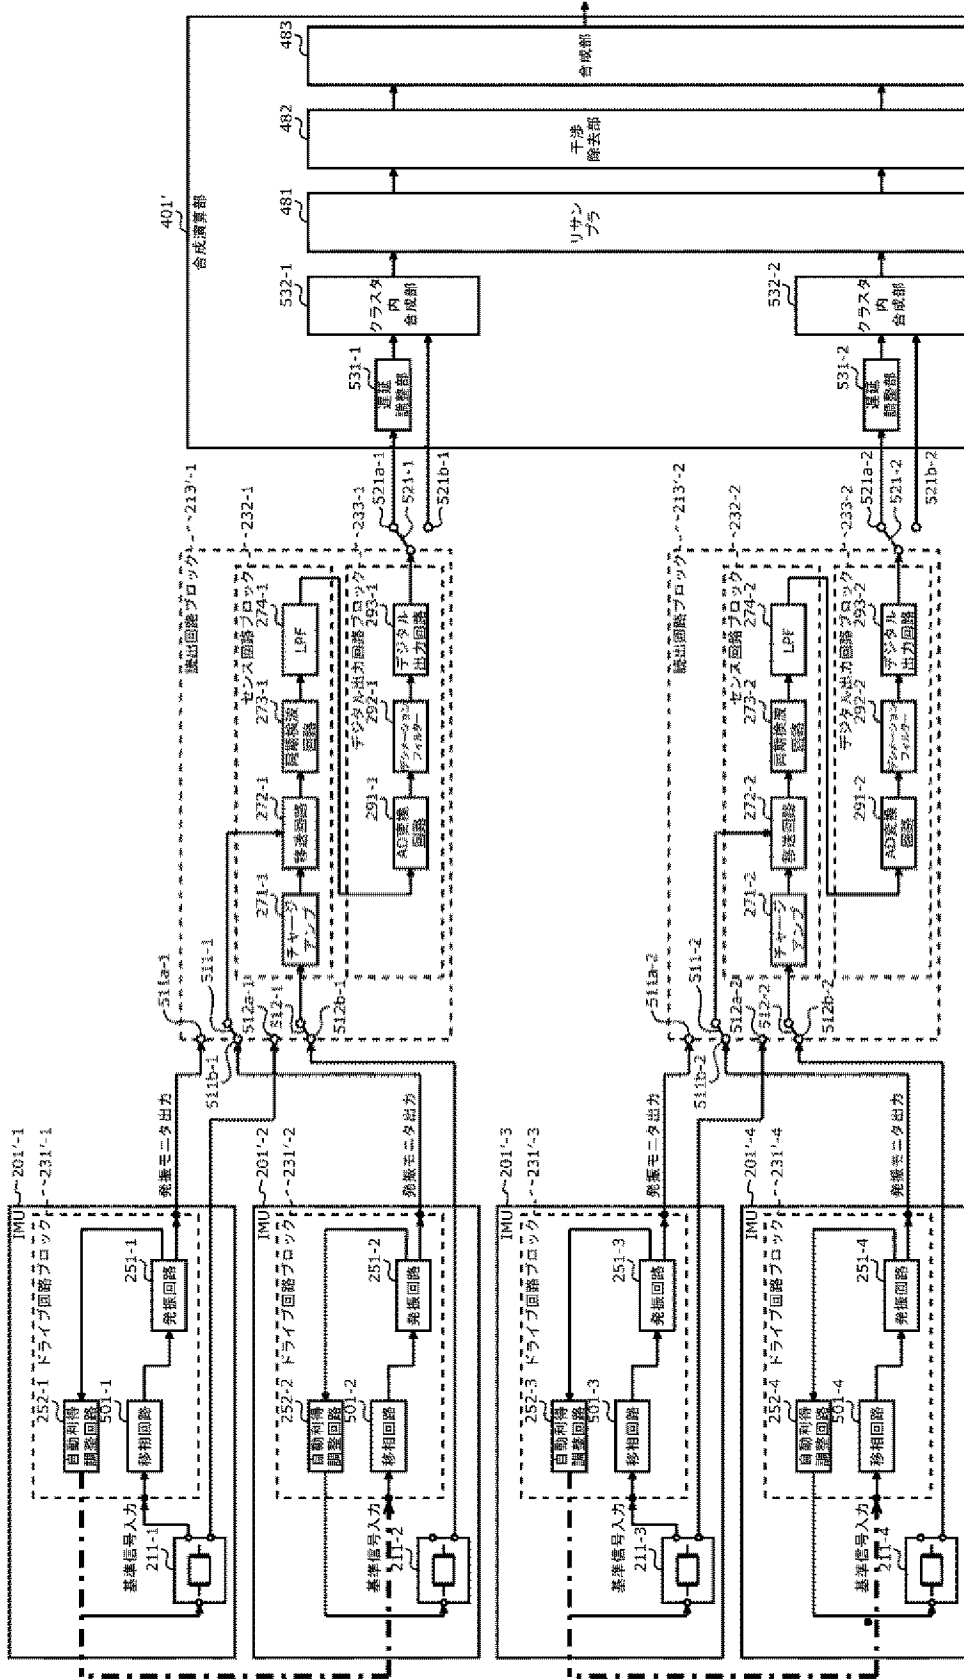 IMU
201'-1
ドライブ回路ブロック
231'-1
252-1
自動利得
調整回路
501-1
移相回路
251-1
発振回路
基準信号入力
211-1
発振モニタ出力
IMU
201'-2
ドライブ回路ブロック
231'-2
252-2
自動利得
調整回路
501-2
移相回路
251-2
発振回路
基準信号入力
211-2
発振モニタ出力
IMU
201'-3
ドライブ回路ブロック
231'-3
252-3
自動利得
調整回路
501-3
移相回路
251-3
発振回路
基準信号入力
211-3
発振モニタ出力
IMU
201'-4
ドライブ回路ブロック
231'-4
252-4
自動利得
調整回路
501-4
移相回路
251-4
発振回路
基準信号入力
211-4
発振モニタ出力
511a-1
511-1
511b-1
512a-1
512-1
512b-1
読出回路ブロック
213'-1
センス回路ブロック
232-1
271-1
チャージ
アンプ
272-1
移送回路
273-1
同期検波
回路
274-1
LPF
デジタル出力回路ブロック
233-1
291-1
AD変換
回路
292-1
デシメーション
フィルター
293-1
デジタル
出力回路
521a-1
521-1
521b-1
511a-2
511-2
511b-2
512a-2
512-2
512b-2
読出回路ブロック
213'-2
センス回路ブロック
232-2
271-2
チャージ
アンプ
272-2
移送回路
273-2
同期検波
回路
274-2
LPF
デジタル出力回路ブロック
233-2
291-2
AD変換
回路
292-2
デシメーション
フィルター
293-2
デジタル
出力回路
521a-2
521-2
521b-2
401'
合成演算部
531-1
遅延
調整部
532-1
クラスタ
内
合成部
531-2
遅延
調整部
532-2
クラスタ
内
合成部
481
リサン
プラ
482
干渉
除去部
483
合成部